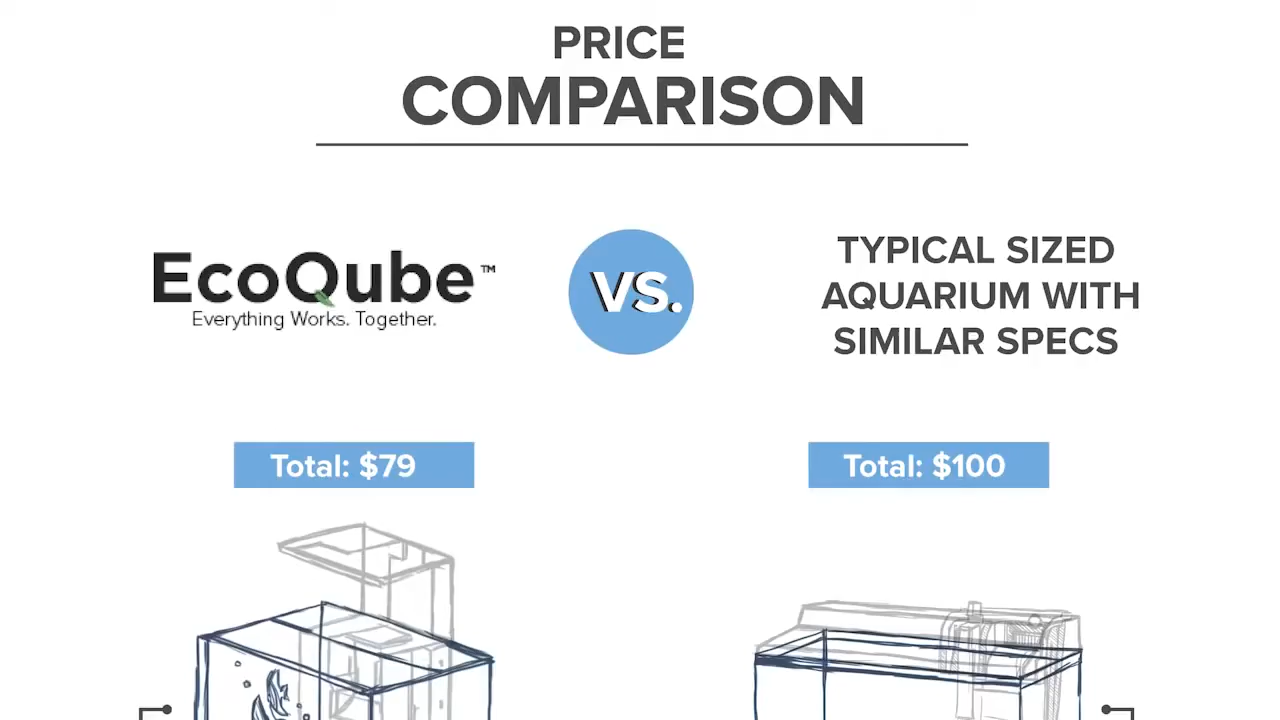 PRICE
COMPARISON
EcoQube™
Everything Works. Together.
VS.
TYPICAL SIZED
AQUARIUM WITH
SIMILAR SPECS
Total: $79
Total: $100